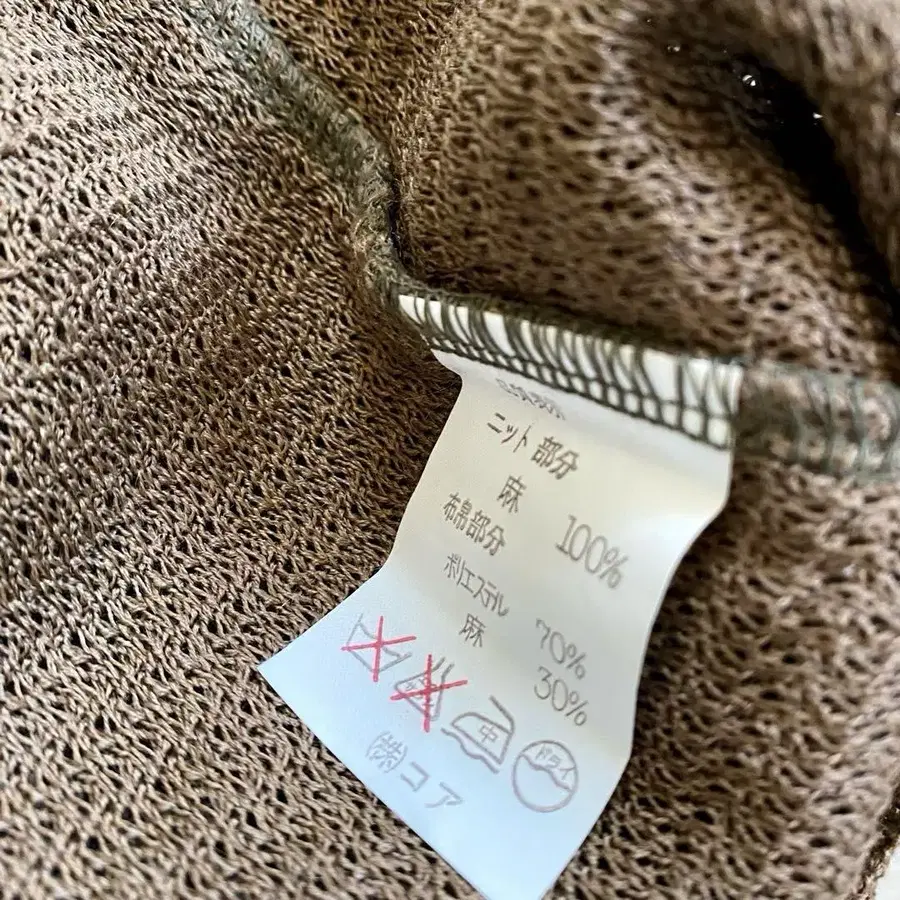 ニット部分
麻 100%
布帛部分
ポリエステル 70%
麻 30%
中
ドライ
㈱コア